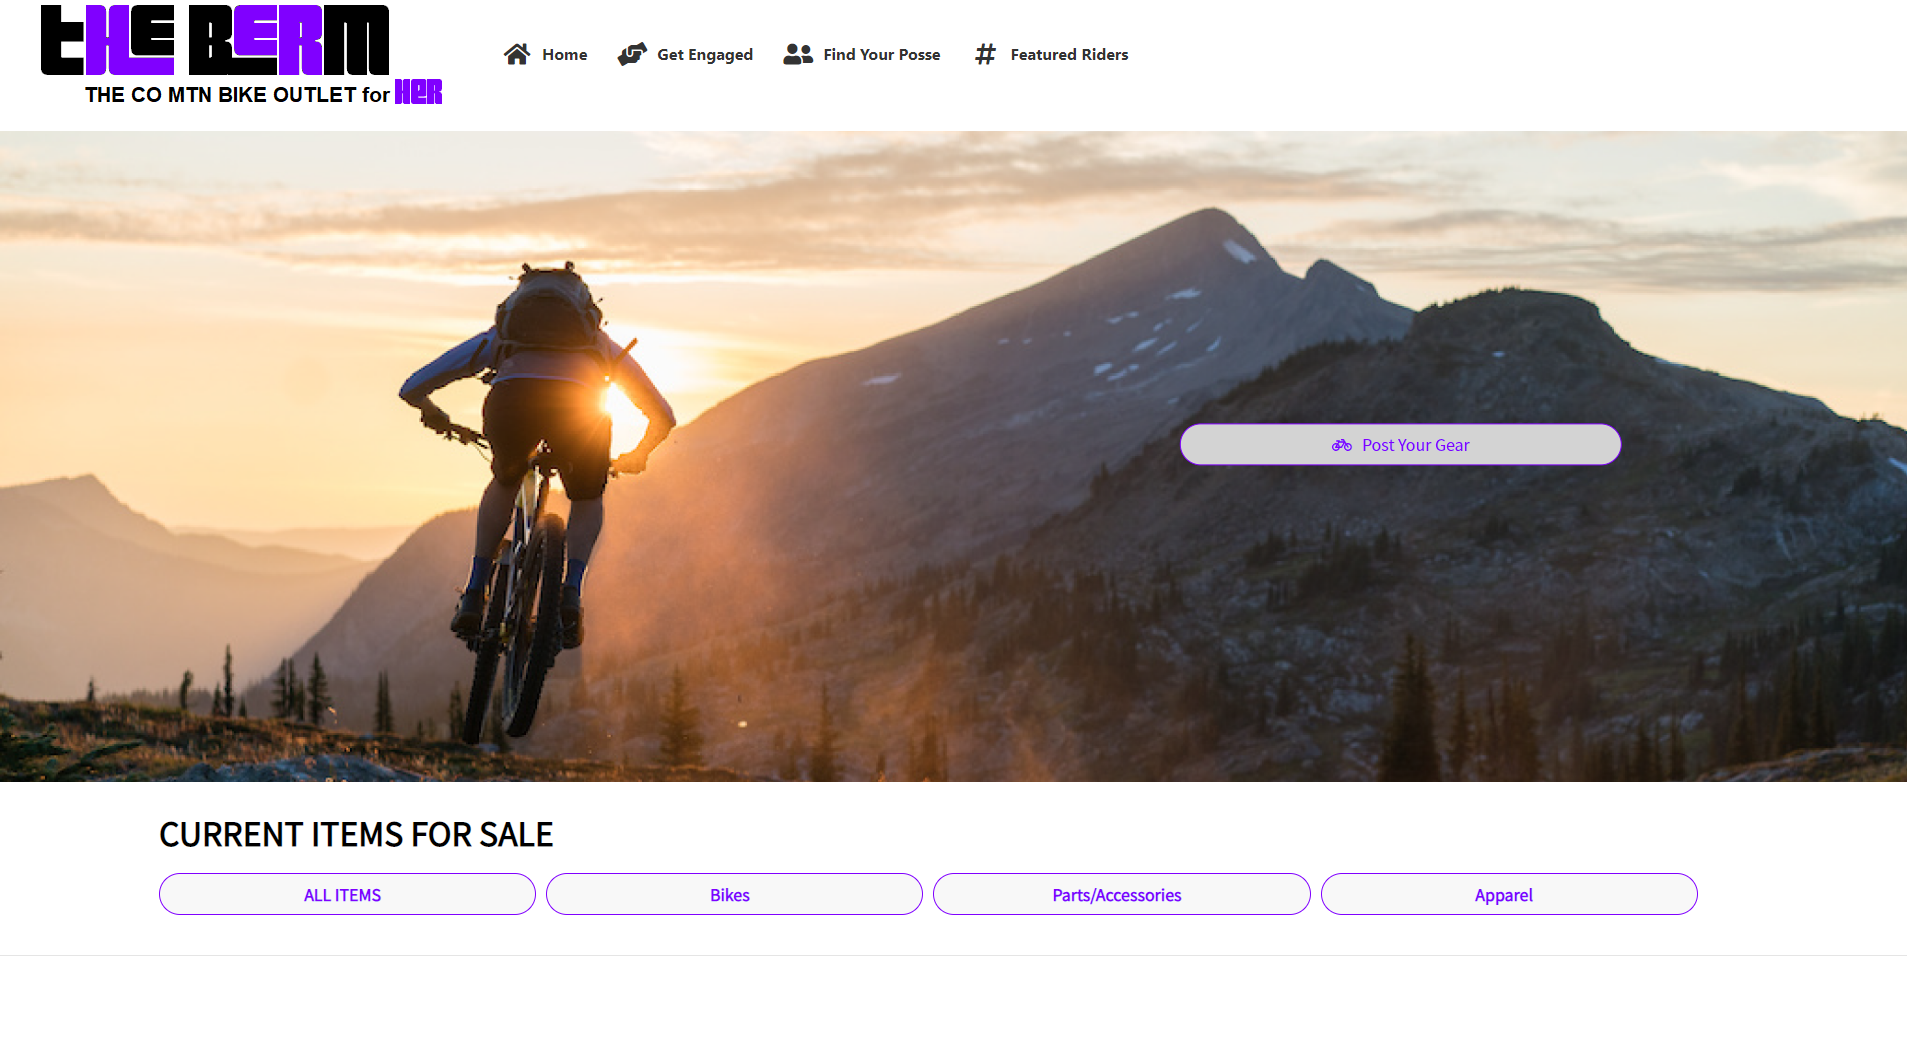 tHE BERM
THE CO MTN BIKE OUTLET for HeR
Home
Get Engaged
Find Your Posse
Featured Riders
Post Your Gear
CURRENT ITEMS FOR SALE
ALL ITEMS
Bikes
Parts/Accessories
Apparel